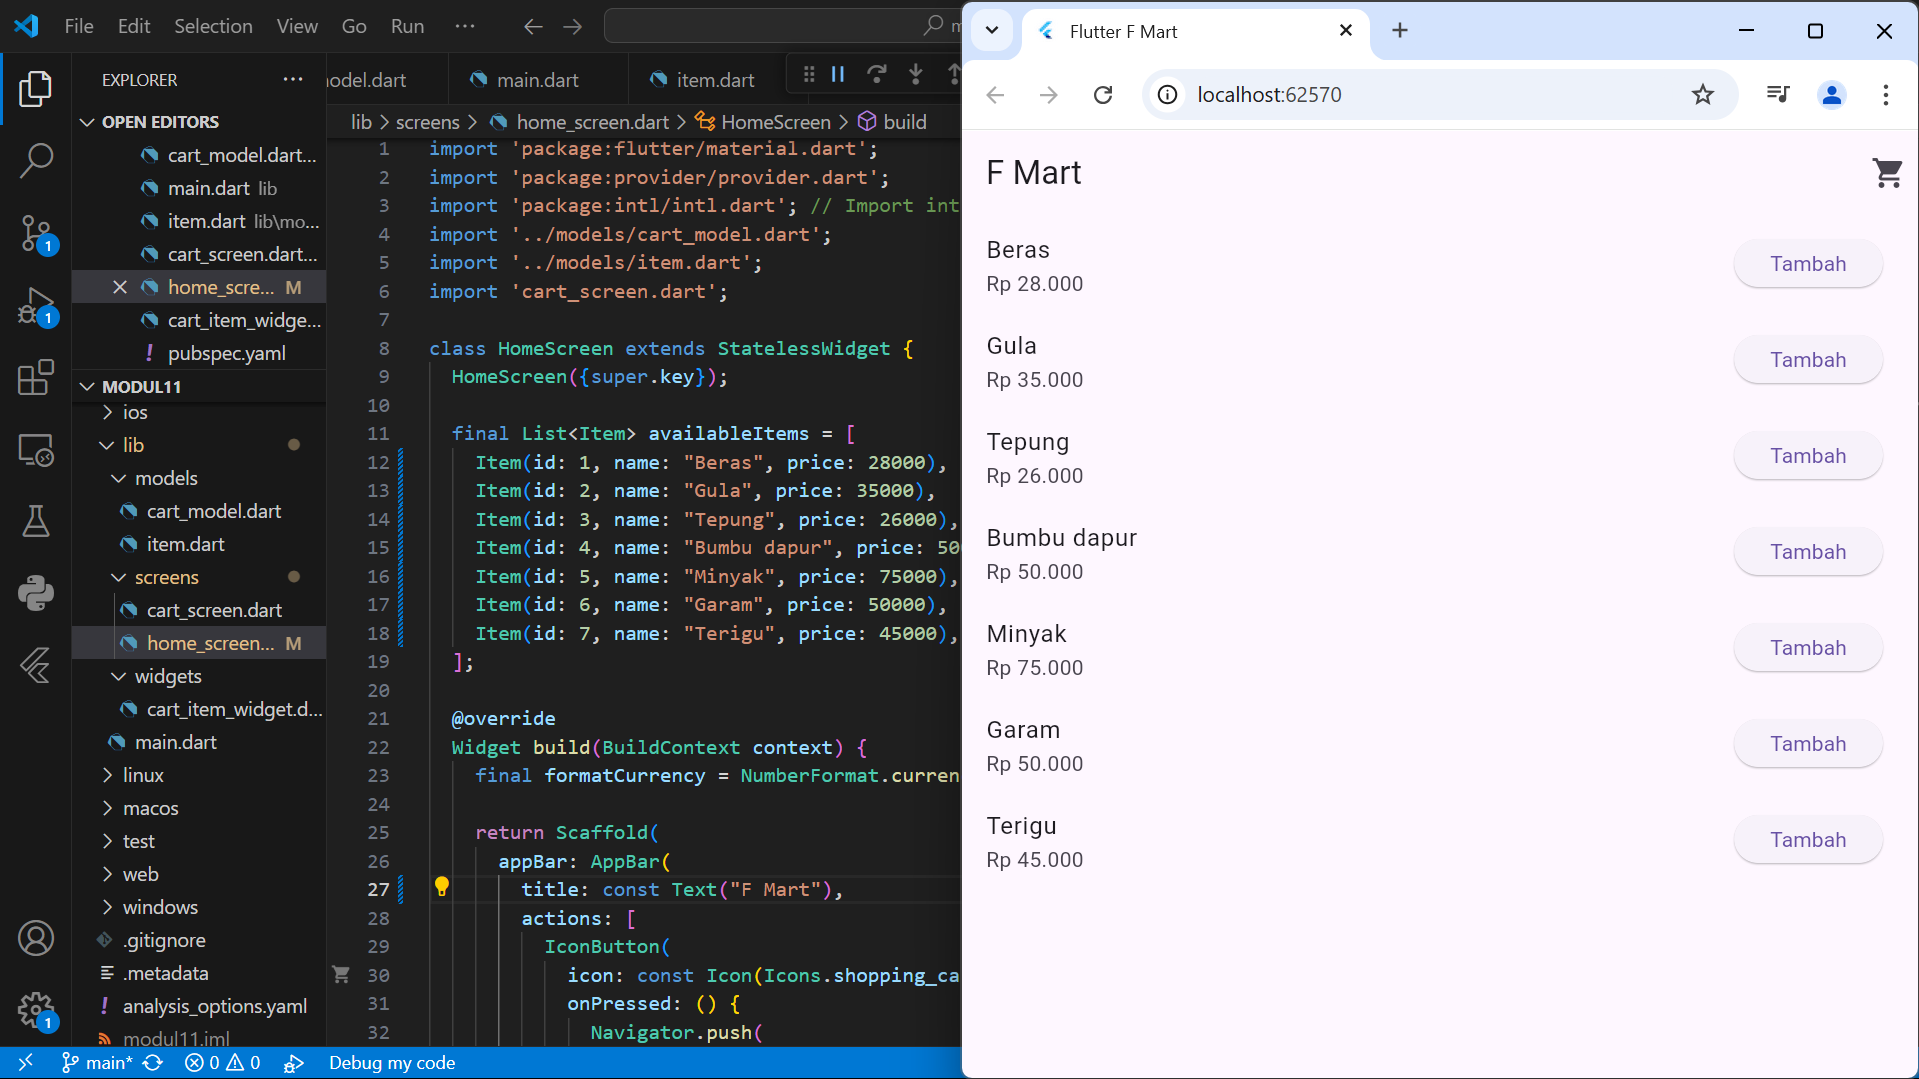 File Edit Selection View Go Run ···
EXPLORER
OPEN EDITORS
cart_model.dart...
main.dart lib
item.dart lib\mo...
cart_screen.dart...
home_scre... M
cart_item_widge...
! pubspec.yaml
MODUL11
ios
lib
models
cart_model.dart
item.dart
screens
cart_screen.dart
home_screen... M
widgets
cart_item_widget.d...
main.dart
linux
macos
test
web
windows
.gitignore
.metadata
! analysis_options.yaml
modul11.iml
1
1
1
main* 0 0 Debug my code
odel.dart main.dart item.dart
lib > screens > home_screen.dart > HomeScreen > build
1 import 'package:flutter/material.dart';
2 import 'package:provider/provider.dart';
3 import 'package:intl/intl.dart'; // Import int
4 import '../models/cart_model.dart';
5 import '../models/item.dart';
6 import 'cart_screen.dart';
7
8 class HomeScreen extends StatelessWidget {
9 HomeScreen({super.key});
10
11 final List<Item> availableItems = [
12 Item(id: 1, name: "Beras", price: 28000),
13 Item(id: 2, name: "Gula", price: 35000),
14 Item(id: 3, name: "Tepung", price: 26000),
15 Item(id: 4, name: "Bumbu dapur", price: 50
16 Item(id: 5, name: "Minyak", price: 75000),
17 Item(id: 6, name: "Garam", price: 50000),
18 Item(id: 7, name: "Terigu", price: 45000),
19 ];
20
21 @override
22 Widget build(BuildContext context) {
23 final formatCurrency = NumberFormat.curren
24
25 return Scaffold(
26 appBar: AppBar(
27 title: const Text("F Mart"),
28 actions: [
29 IconButton(
30 icon: const Icon(Icons.shopping_ca
31 onPressed: () {
32 Navigator.push(
Flutter F Mart
localhost:62570
F Mart
Beras
Rp 28.000
Tambah
Gula
Rp 35.000
Tambah
Tepung
Rp 26.000
Tambah
Bumbu dapur
Rp 50.000
Tambah
Minyak
Rp 75.000
Tambah
Garam
Rp 50.000
Tambah
Terigu
Rp 45.000
Tambah